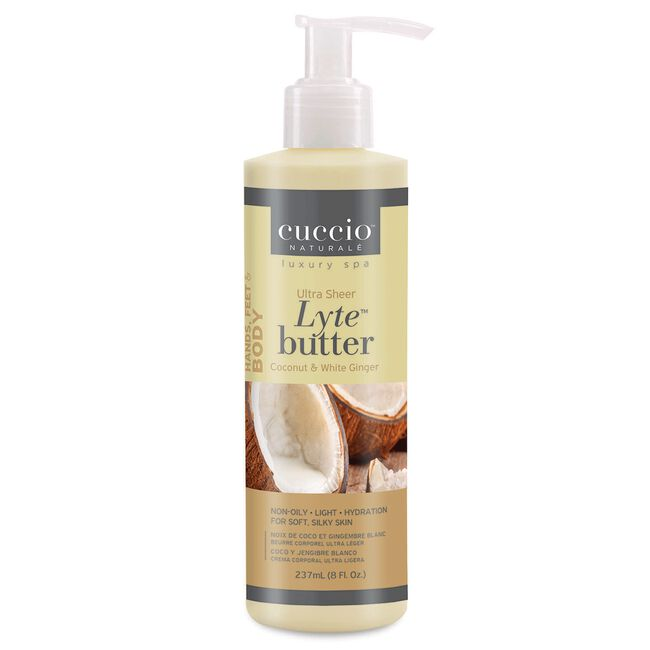 cuccio™
NATURALÉ
luxury spa
Ultra Sheer
Lyte™
butter
Coconut & White Ginger
HANDS, FEET &
BODY
NON-OILY • LIGHT • HYDRATION
FOR SOFT, SILKY SKIN
NOIX DE COCO ET GINGEMBRE BLANC
BEURRE CORPOREL ULTRA LÉGER
COCO Y JENGIBRE BLANCO
CREMA CORPORAL ULTRA LIGERA
237mL (8 Fl. Oz.)